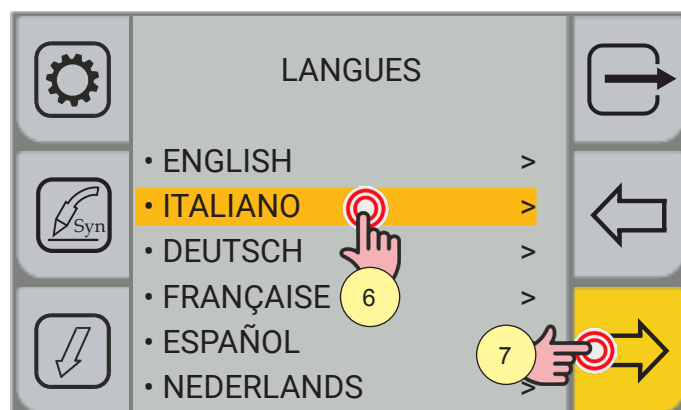 LANGUES
• ENGLISH >
• ITALIANO >
• DEUTSCH >
• FRANÇAISE >
• ESPAÑOL
• NEDERLANDS >
Syn
6
7